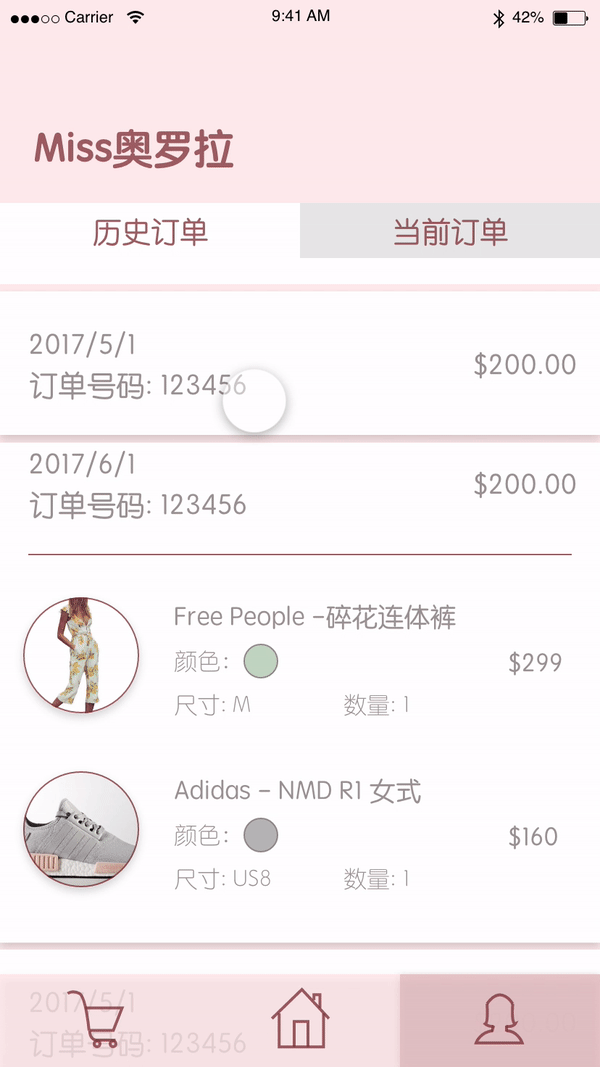 Carrier 9:41 AM 42%
Miss奥罗拉
历史订单 当前订单
2017/5/1
订单号码: 123456 $200.00
2017/6/1
订单号码: 123456 $200.00
Free People -碎花连体裤
颜色: $299
尺寸: M 数量: 1
Adidas - NMD R1 女式
颜色: $160
尺寸: US8 数量: 1
2017/5/1
订单号码: 123456